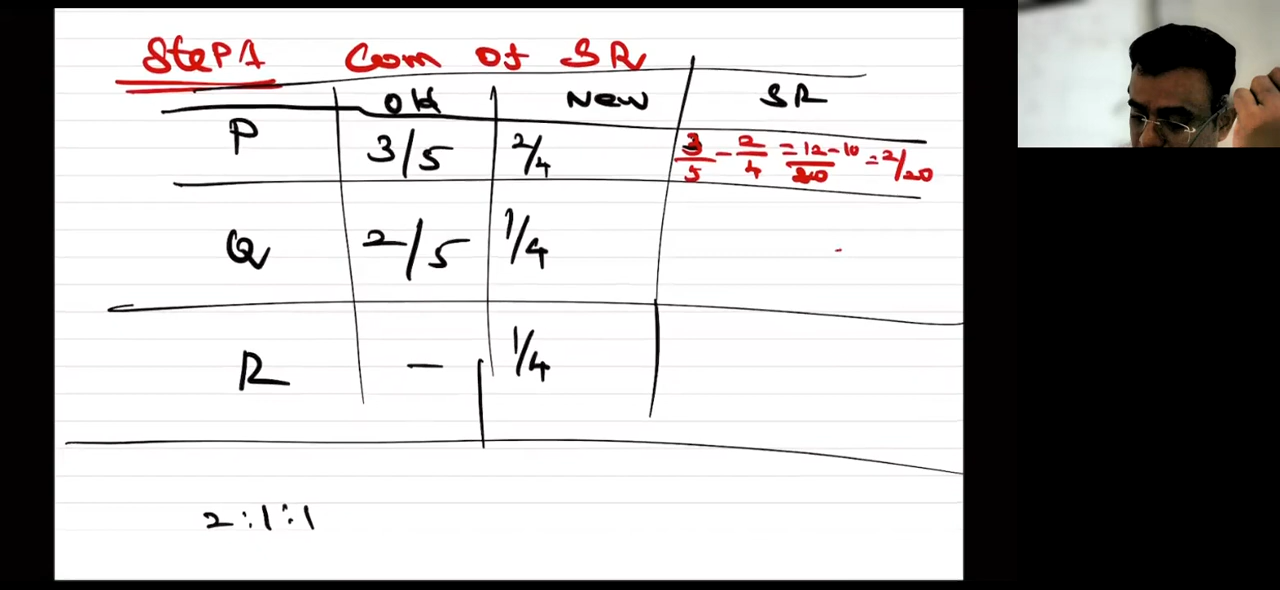 Step 1 Com of SR
Old New SR
P 3/5 2/4 3/5 - 2/4 = 12-10/20 = 2/20
Q 2/5 1/4
R - 1/4
2:1:1